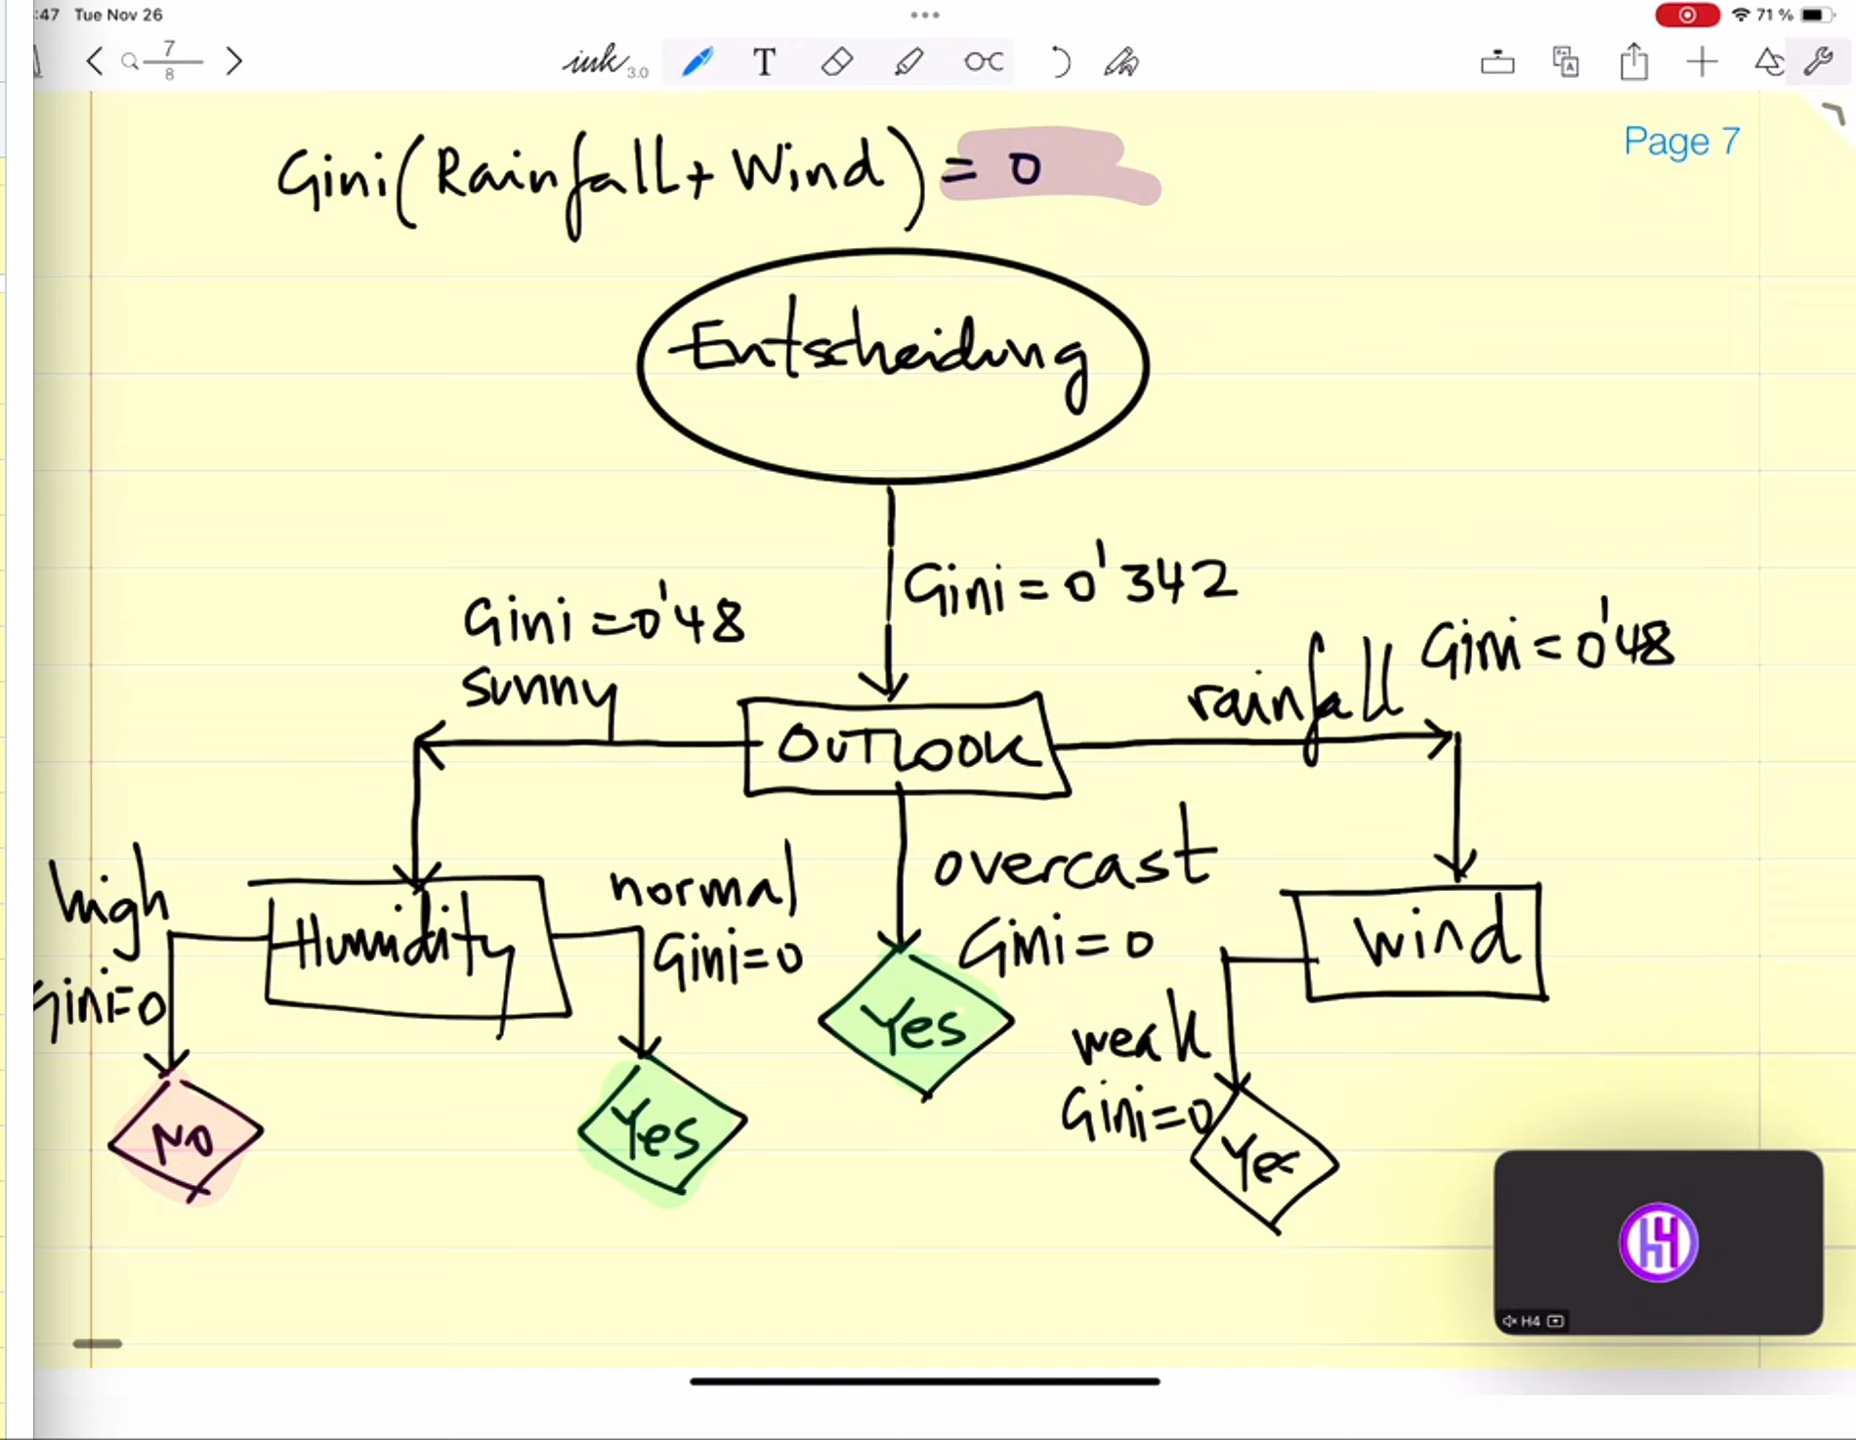 :47 Tue Nov 26
71 %
7
8
ink 3.0
T
A
Page 7
Gini(Rainfall+ Wind) = 0
Entscheidung
Gini = 0'342
Gini = 0'48
sunny
rainfall
Gini = 0'48
OUTLOOK
high
Gini=0
Humidity
normal
Gini=0
overcast
Gini = 0
Wind
weak
Gini=0
NO
Yes
Yes
Yes
H4